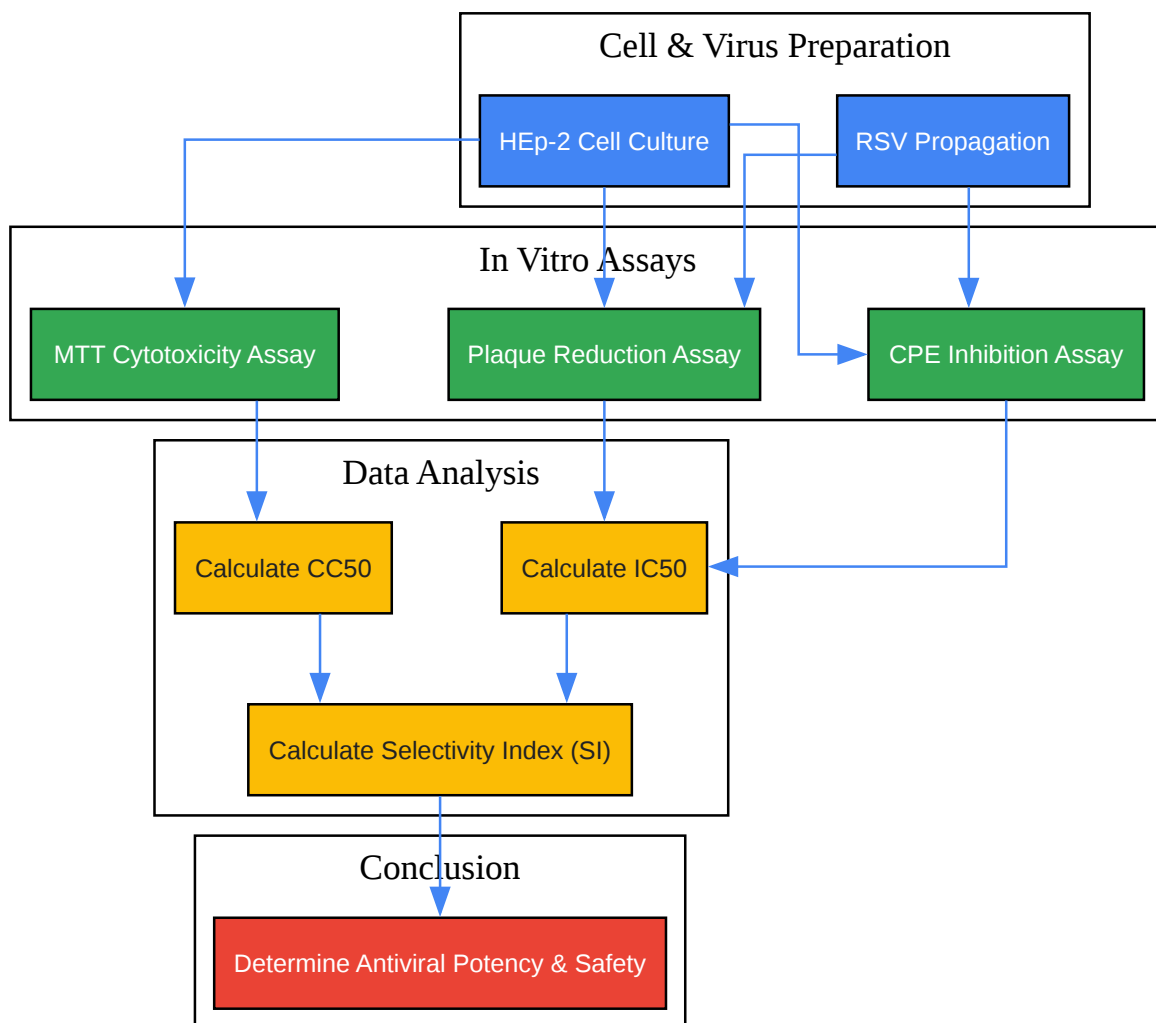 Cell & Virus Preparation
HEp-2 Cell Culture
RSV Propagation
In Vitro Assays
MTT Cytotoxicity Assay
Plaque Reduction Assay
CPE Inhibition Assay
Data Analysis
Calculate CC50
Calculate IC50
Calculate Selectivity Index (SI)
Conclusion
Determine Antiviral Potency & Safety